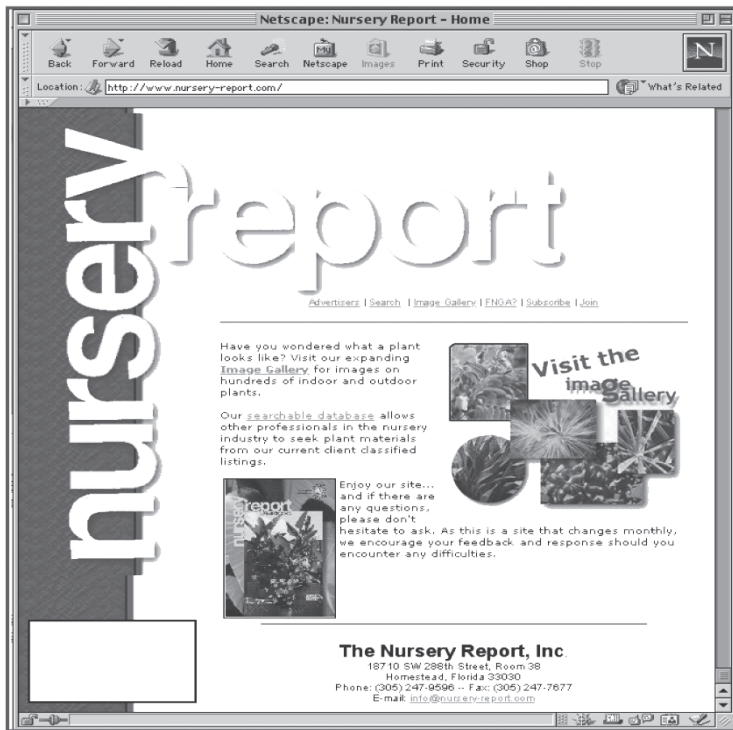 Netscape: Nursery Report - Home
Back Forward Reload Home Search Netscape Images Print Security Shop Stop
Location: http://www.nursery-report.com/ What's Related
nursery
report
Advertisers | Search | Image Gallery | FNGA? | Subscribe | Join
Have you wondered what a plant
looks like? Visit our expanding
Image Gallery for images on
hundreds of indoor and outdoor
plants.
Our searchable database allows
other professionals in the nursery
industry to seek plant materials
from our current client classified
listings.
Visit the
image
gallery
nursery
report
Enjoy our site...
and if there are
any questions,
please don't
hesitate to ask. As this is a site that changes monthly,
we encourage your feedback and response should you
encounter any difficulties.
The Nursery Report, Inc.
18710 SW 288th Street, Room 38
Homestead, Florida 33030
Phone: (305) 247-9596 -- Fax: (305) 247-7677
E-mail: info@nursery-report.com